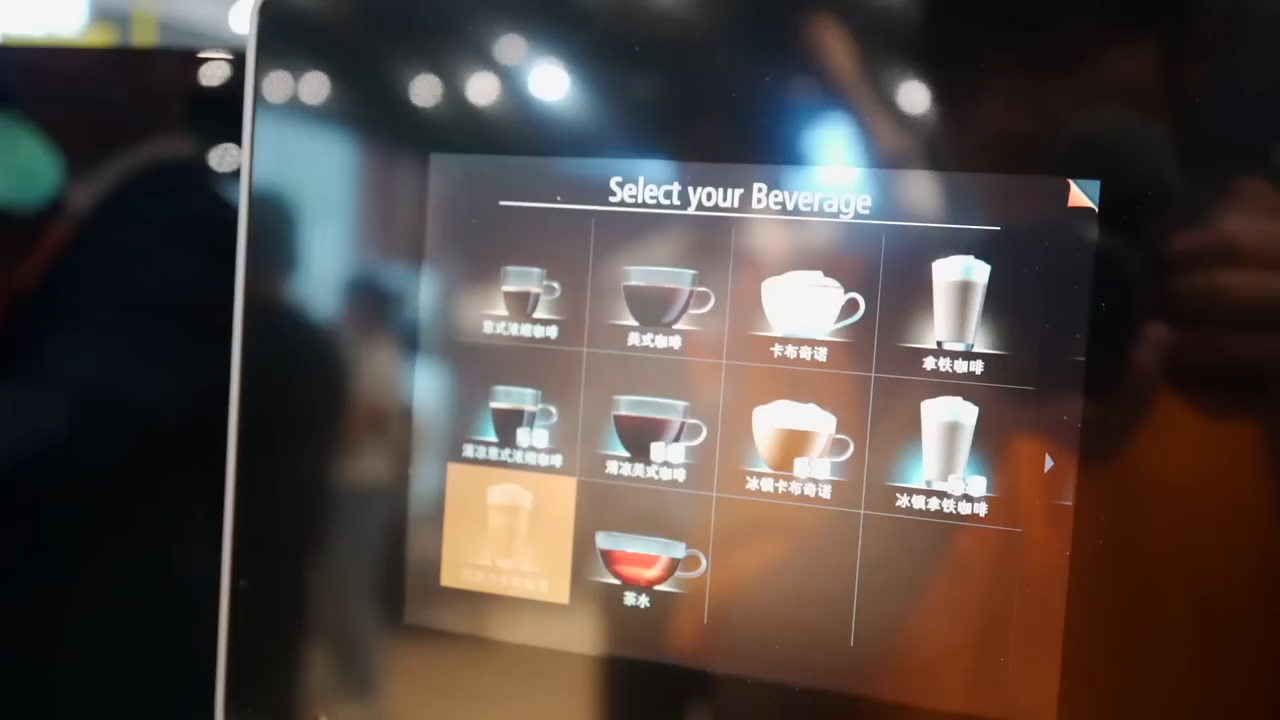 Select your Beverage
意式浓缩咖啡
美式咖啡
卡布奇诺
拿铁咖啡
清凉意式浓缩咖啡
清凉美式咖啡
冰镇卡布奇诺
冰镇拿铁咖啡
茶水